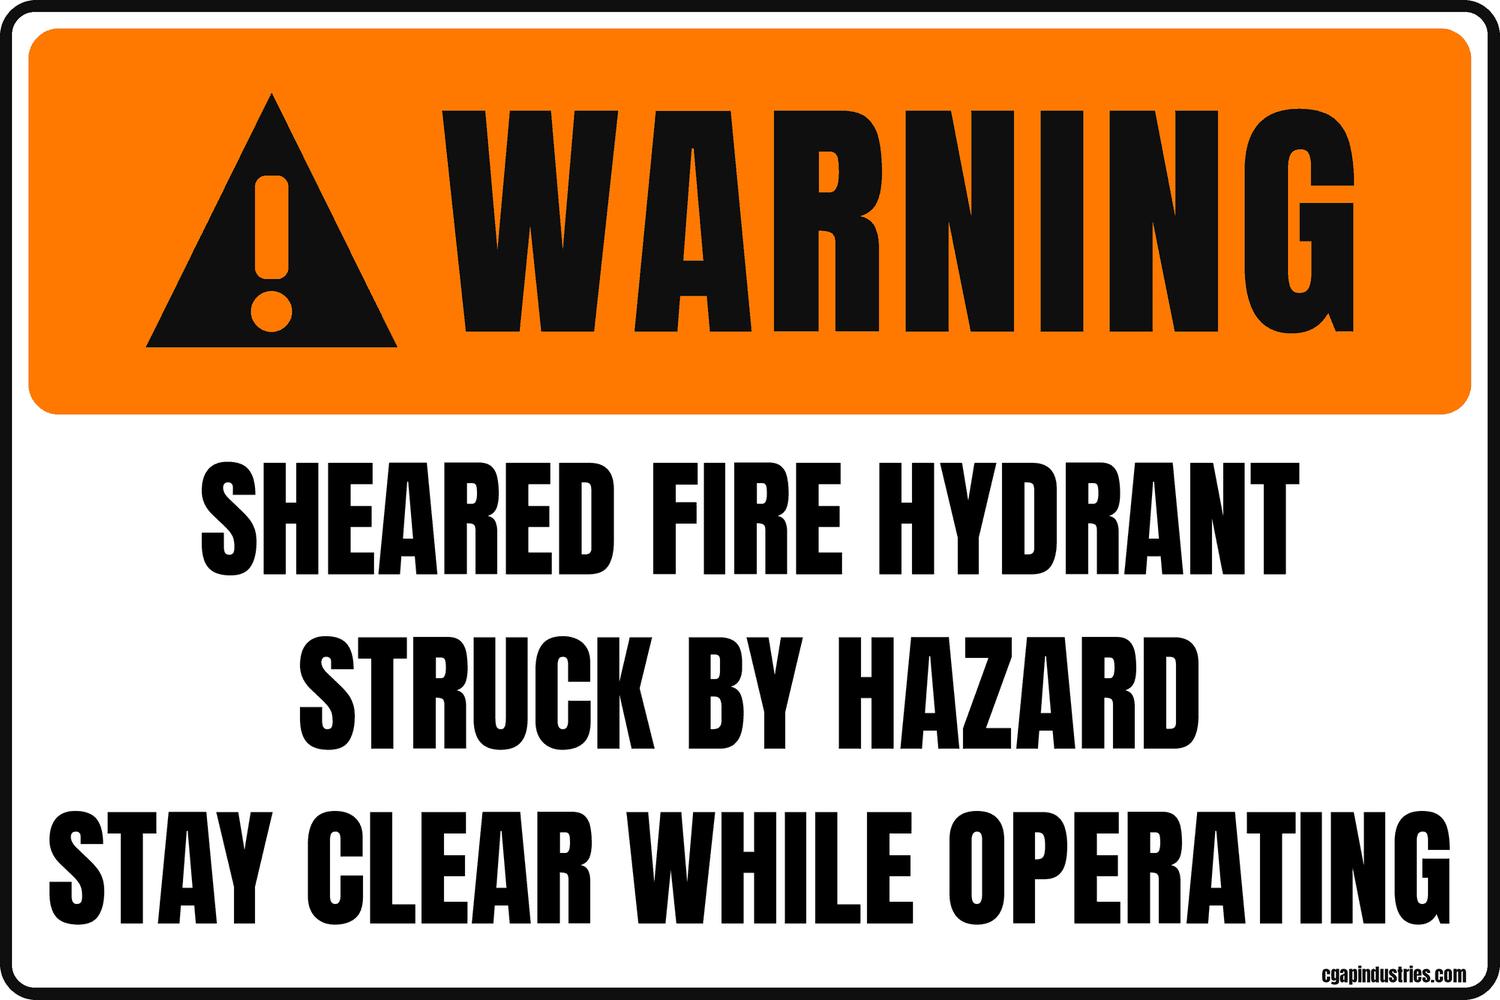 WARNING
SHEARED FIRE HYDRANT
STRUCK BY HAZARD
STAY CLEAR WHILE OPERATING
cgapindustries.com